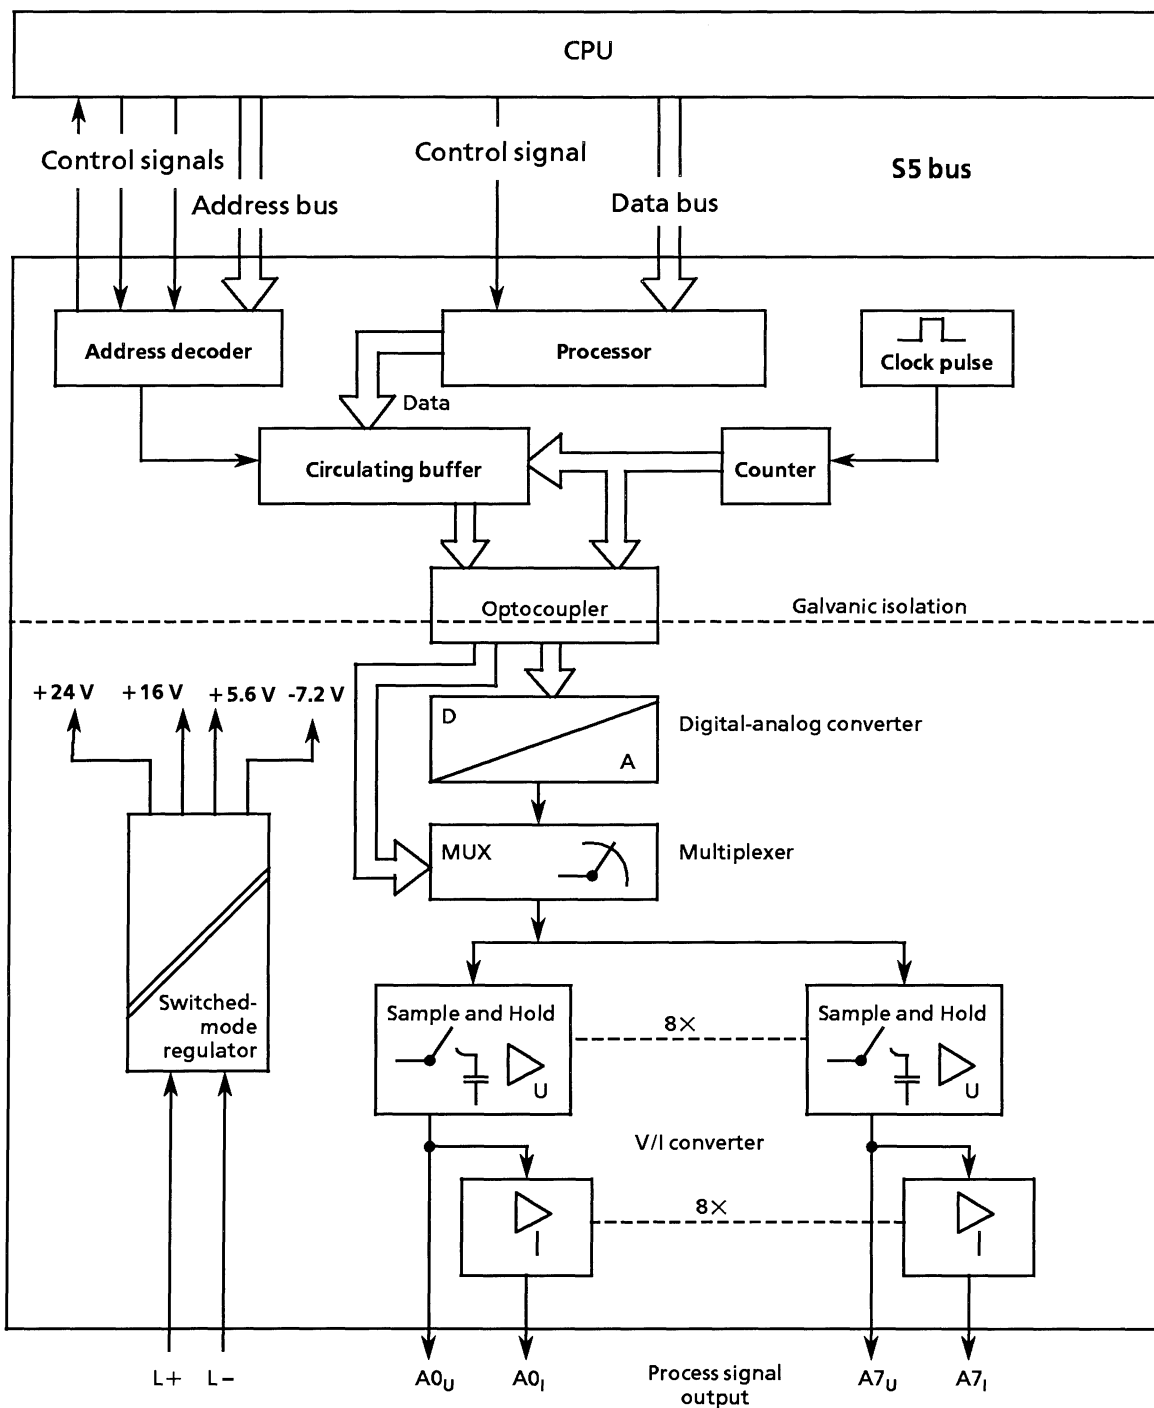 CPU
Control signals
Control signal
S5 bus
Address bus
Data bus
Address decoder
Processor
Clock pulse
Data
Circulating buffer
Counter
Optocoupler
Galvanic isolation
+24 V
+16 V
+5.6 V
-7.2 V
D
A
Digital-analog converter
MUX
Multiplexer
Switched-
mode
regulator
Sample and Hold
U
8×
Sample and Hold
U
V/I converter
I
8×
I
L+
L−
A0U
A0I
Process signal
output
A7U
A7I